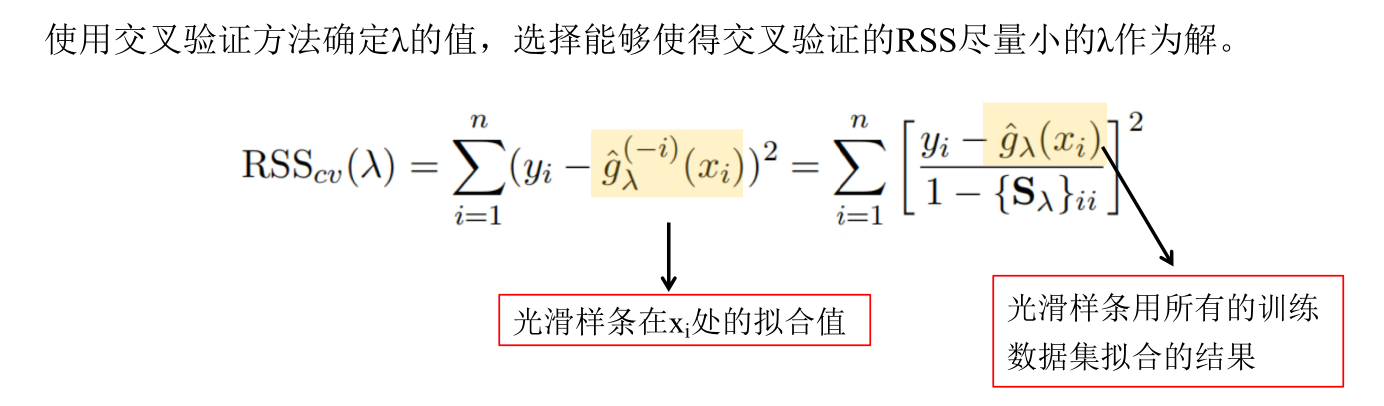 使用交叉验证方法确定λ的值，选择能够使得交叉验证的RSS尽量小的λ作为解。
$\mathrm{RSS}_{cv}(\lambda) = \sum_{i=1}^{n} (y_i - \hat{g}_\lambda^{(-i)}(x_i))^2 = \sum_{i=1}^{n} \left[ \frac{y_i - \hat{g}_\lambda(x_i)}{1 - \{\mathbf{S}_\lambda\}_{ii}} \right]^2$
光滑样条在x_i处的拟合值
光滑样条用所有的训练
数据集拟合的结果